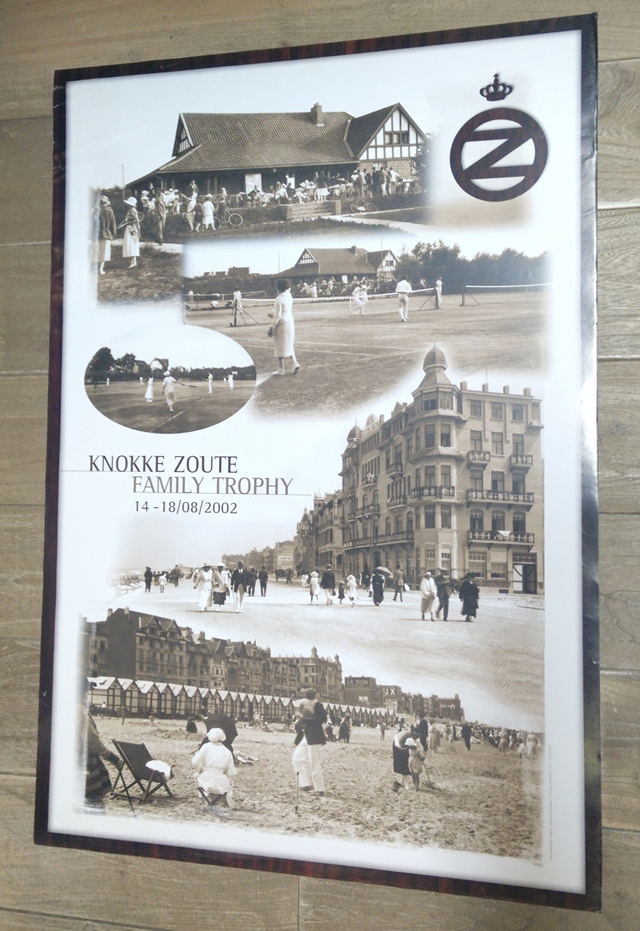 Z
KNOKKE ZOUTE
FAMILY TROPHY
14 -18/08/2002